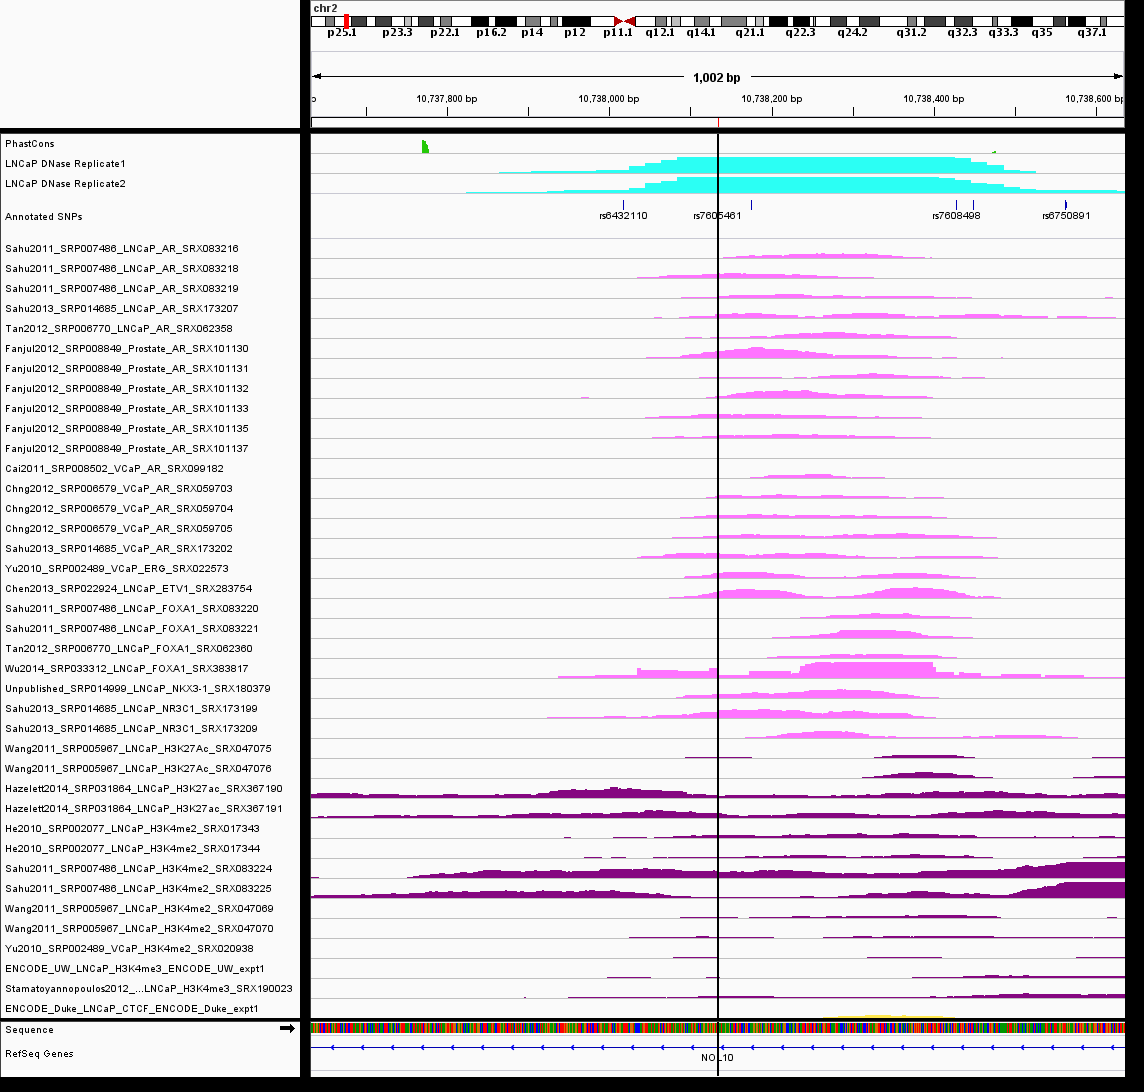 chr2
p25.1 p23.3 p22.1 p16.2 p14 p12 p11.1 q12.1 q14.1 q21.1 q22.3 q24.2 q31.2 q32.3 q33.3 q35 q37.1
1,002 bp
10,737,800 bp 10,738,000 bp 10,738,200 bp 10,738,400 bp 10,738,600 bp
PhastCons
LNCaP DNase Replicate1
LNCaP DNase Replicate2
Annotated SNPs
rs6432110 rs7605461 rs7608498 rs6750891
Sahu2011_SRP007486_LNCaP_AR_SRX083216
Sahu2011_SRP007486_LNCaP_AR_SRX083218
Sahu2011_SRP007486_LNCaP_AR_SRX083219
Sahu2013_SRP014685_LNCaP_AR_SRX173207
Tan2012_SRP006770_LNCaP_AR_SRX062358
Fanjul2012_SRP008849_Prostate_AR_SRX101130
Fanjul2012_SRP008849_Prostate_AR_SRX101131
Fanjul2012_SRP008849_Prostate_AR_SRX101132
Fanjul2012_SRP008849_Prostate_AR_SRX101133
Fanjul2012_SRP008849_Prostate_AR_SRX101135
Fanjul2012_SRP008849_Prostate_AR_SRX101137
Cai2011_SRP008502_VCaP_AR_SRX099182
Chng2012_SRP006579_VCaP_AR_SRX059703
Chng2012_SRP006579_VCaP_AR_SRX059704
Chng2012_SRP006579_VCaP_AR_SRX059705
Sahu2013_SRP014685_VCaP_AR_SRX173202
Yu2010_SRP002489_VCaP_ERG_SRX022573
Chen2013_SRP022924_LNCaP_ETV1_SRX283754
Sahu2011_SRP007486_LNCaP_FOXA1_SRX083220
Sahu2011_SRP007486_LNCaP_FOXA1_SRX083221
Tan2012_SRP006770_LNCaP_FOXA1_SRX062360
Wu2014_SRP033312_LNCaP_FOXA1_SRX383817
Unpublished_SRP014999_LNCaP_NKX3-1_SRX180379
Sahu2013_SRP014685_LNCaP_NR3C1_SRX173199
Sahu2013_SRP014685_LNCaP_NR3C1_SRX173209
Wang2011_SRP005967_LNCaP_H3K27Ac_SRX047075
Wang2011_SRP005967_LNCaP_H3K27Ac_SRX047076
Hazelett2014_SRP031864_LNCaP_H3K27ac_SRX367190
Hazelett2014_SRP031864_LNCaP_H3K27ac_SRX367191
He2010_SRP002077_LNCaP_H3K4me2_SRX017343
He2010_SRP002077_LNCaP_H3K4me2_SRX017344
Sahu2011_SRP007486_LNCaP_H3K4me2_SRX083224
Sahu2011_SRP007486_LNCaP_H3K4me2_SRX083225
Wang2011_SRP005967_LNCaP_H3K4me2_SRX047069
Wang2011_SRP005967_LNCaP_H3K4me2_SRX047070
Yu2010_SRP002489_VCaP_H3K4me2_SRX020938
ENCODE_UW_LNCaP_H3K4me3_ENCODE_UW_expt1
Stamatoyannopoulos2012_...LNCaP_H3K4me3_SRX190023
ENCODE_Duke_LNCaP_CTCF_ENCODE_Duke_expt1
Sequence
RefSeq Genes